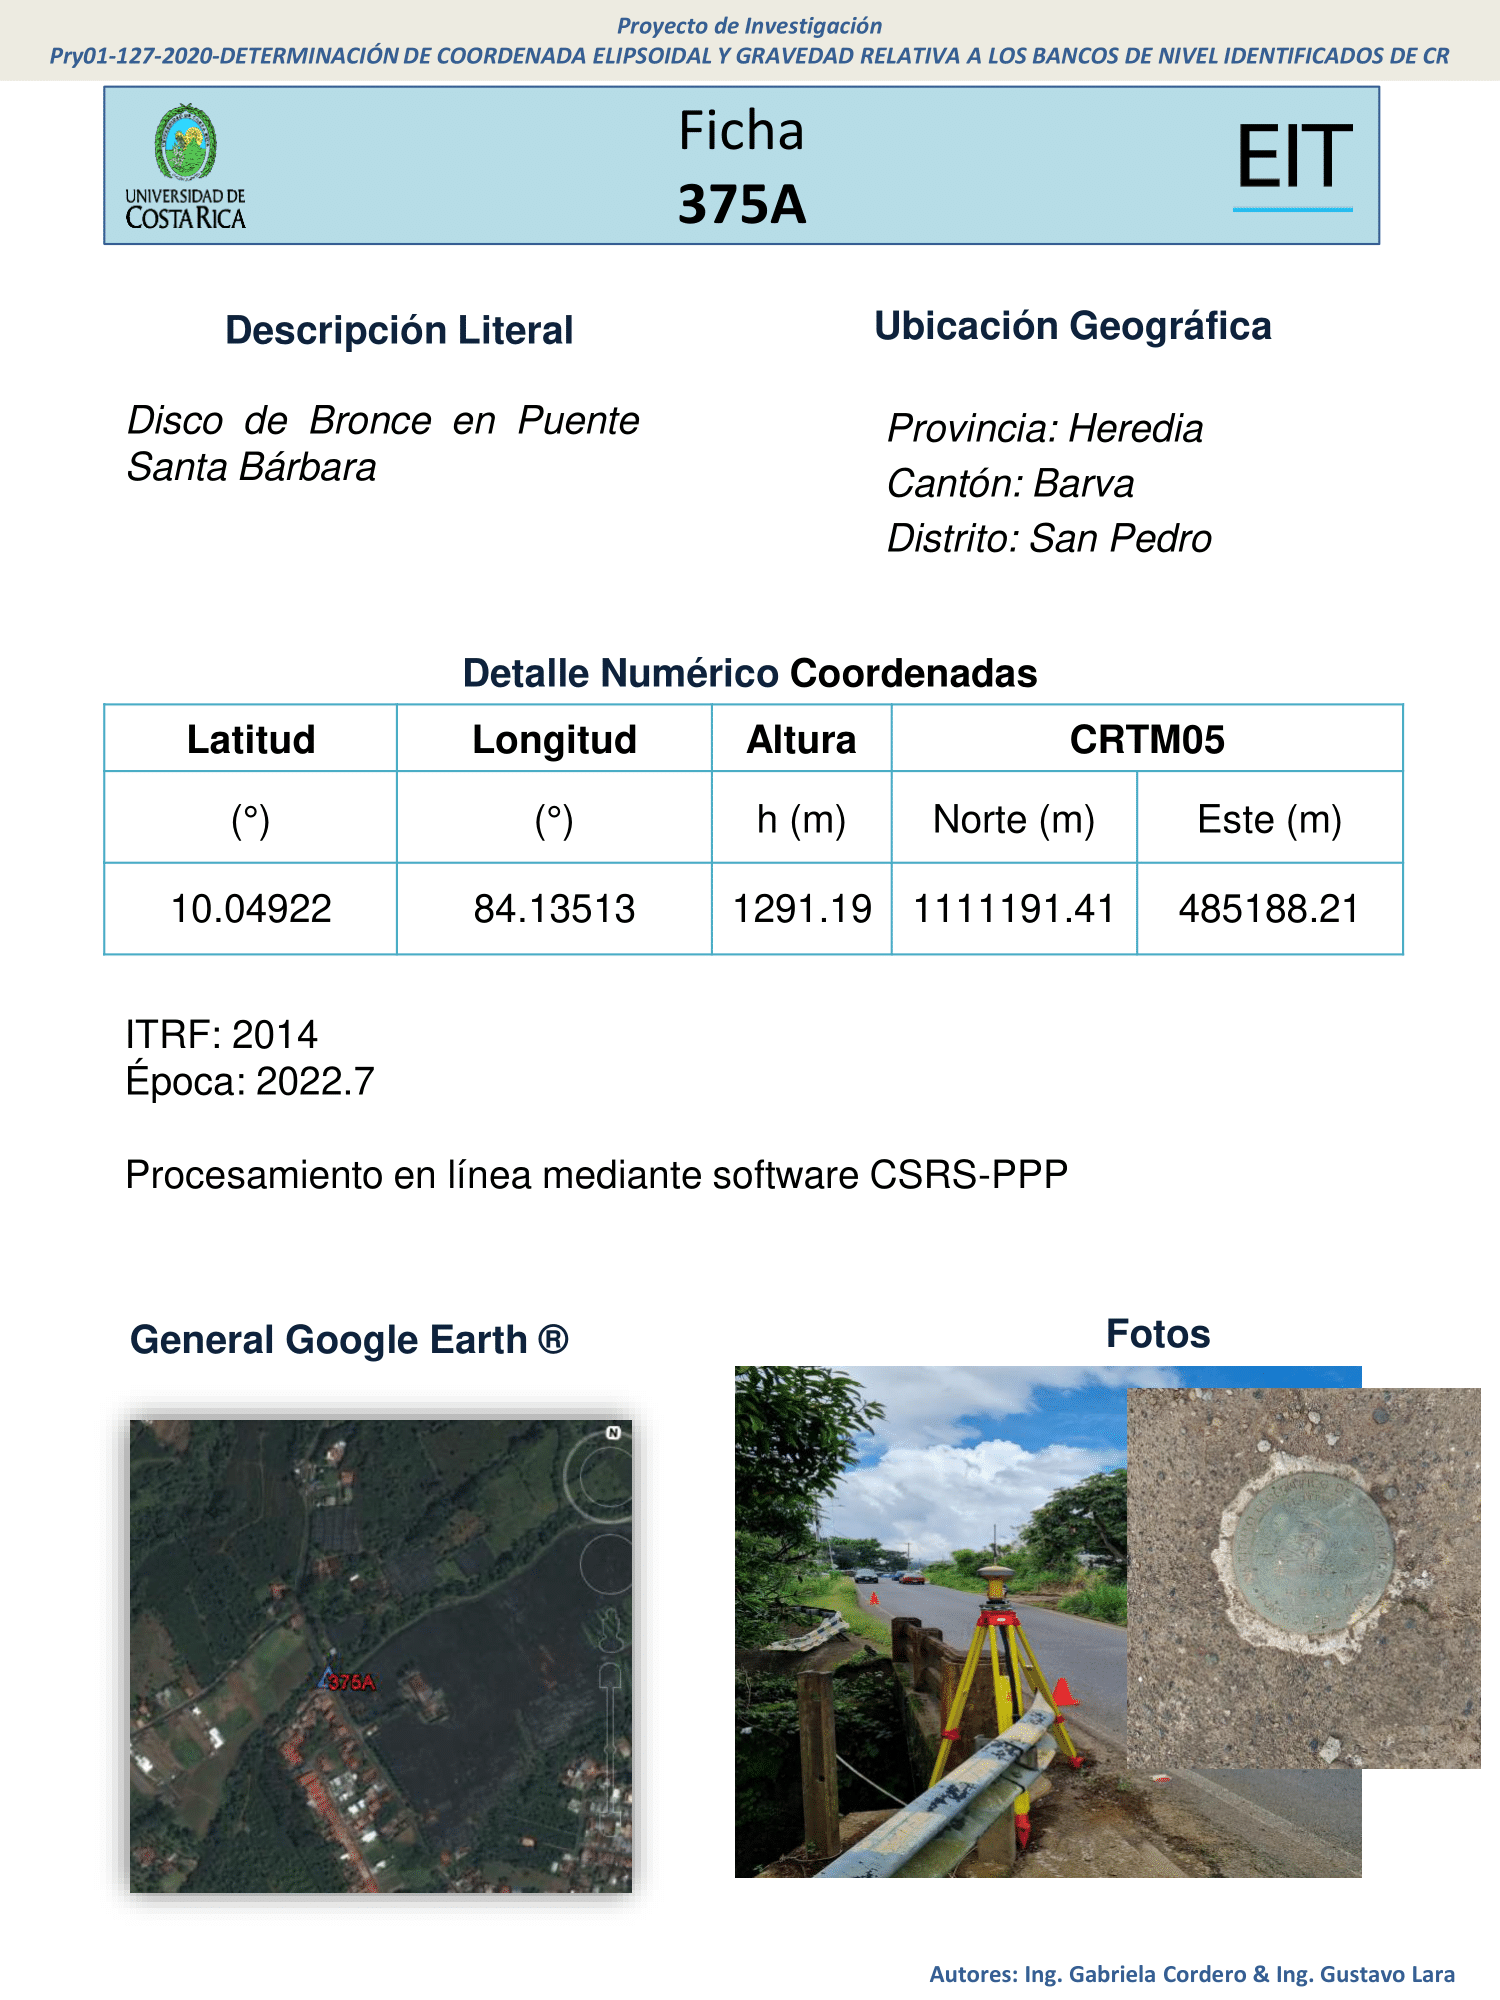 Proyecto de Investigación
Pry01-127-2020-DETERMINACIÓN DE COORDENADA ELIPSOIDAL Y GRAVEDAD RELATIVA A LOS BANCOS DE NIVEL IDENTIFICADOS DE CR
UNIVERSIDAD DE
COSTA RICA
Ficha
375A
EIT
Descripción Literal
Disco de Bronce en Puente
Santa Bárbara
Ubicación Geográfica
Provincia: Heredia
Cantón: Barva
Distrito: San Pedro
Detalle Numérico Coordenadas
Latitud Longitud Altura CRTM05
(°) (°) h (m) Norte (m) Este (m)
10.04922 84.13513 1291.19 1111191.41 485188.21
ITRF: 2014
Época: 2022.7
Procesamiento en línea mediante software CSRS-PPP
General Google Earth ®
N
375A
Fotos
Autores: Ing. Gabriela Cordero & Ing. Gustavo Lara